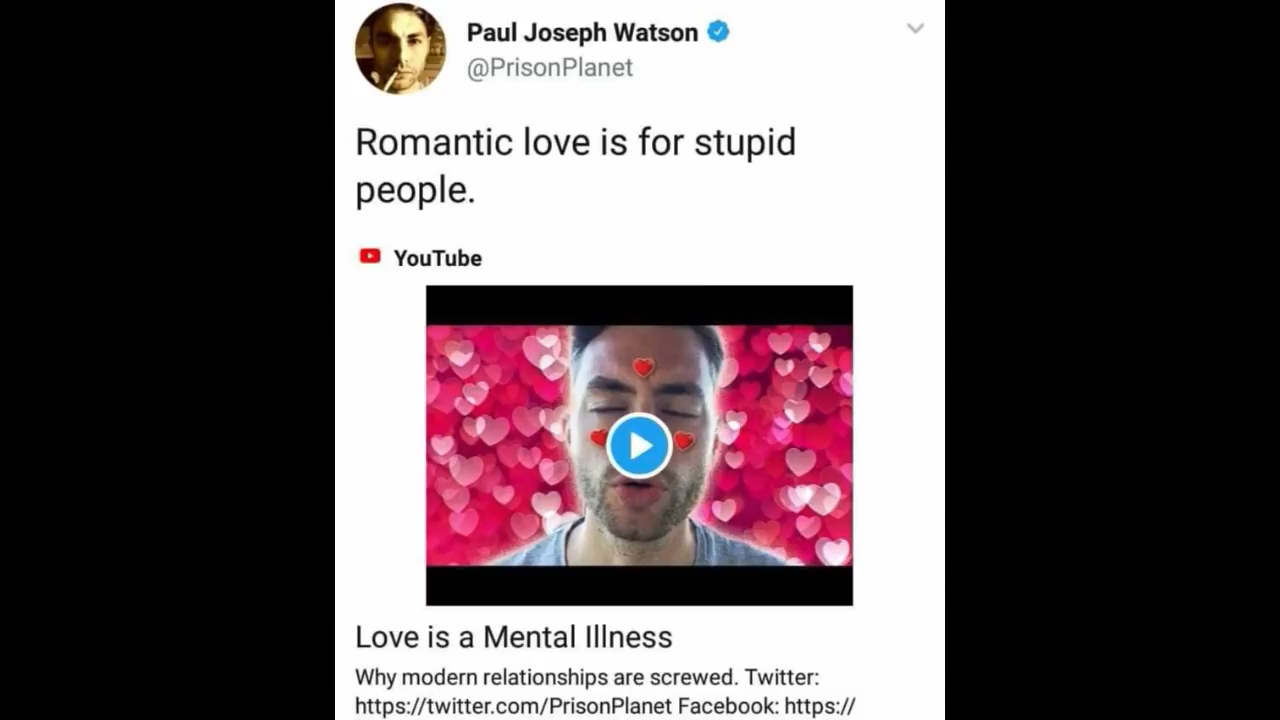 Paul Joseph Watson
@PrisonPlanet
Romantic love is for stupid
people.
YouTube
Love is a Mental Illness
Why modern relationships are screwed. Twitter:
https://twitter.com/PrisonPlanet Facebook: https://